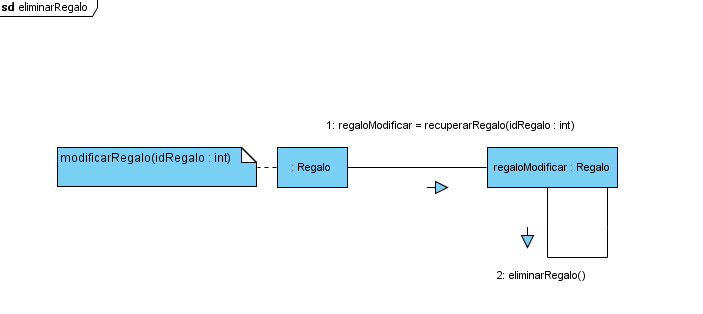 sd eliminarRegalo
1: regaloModificar = recuperarRegalo(idRegalo : int)
modificarRegalo(idRegalo : int)
: Regalo
regaloModificar : Regalo
2: eliminarRegalo()